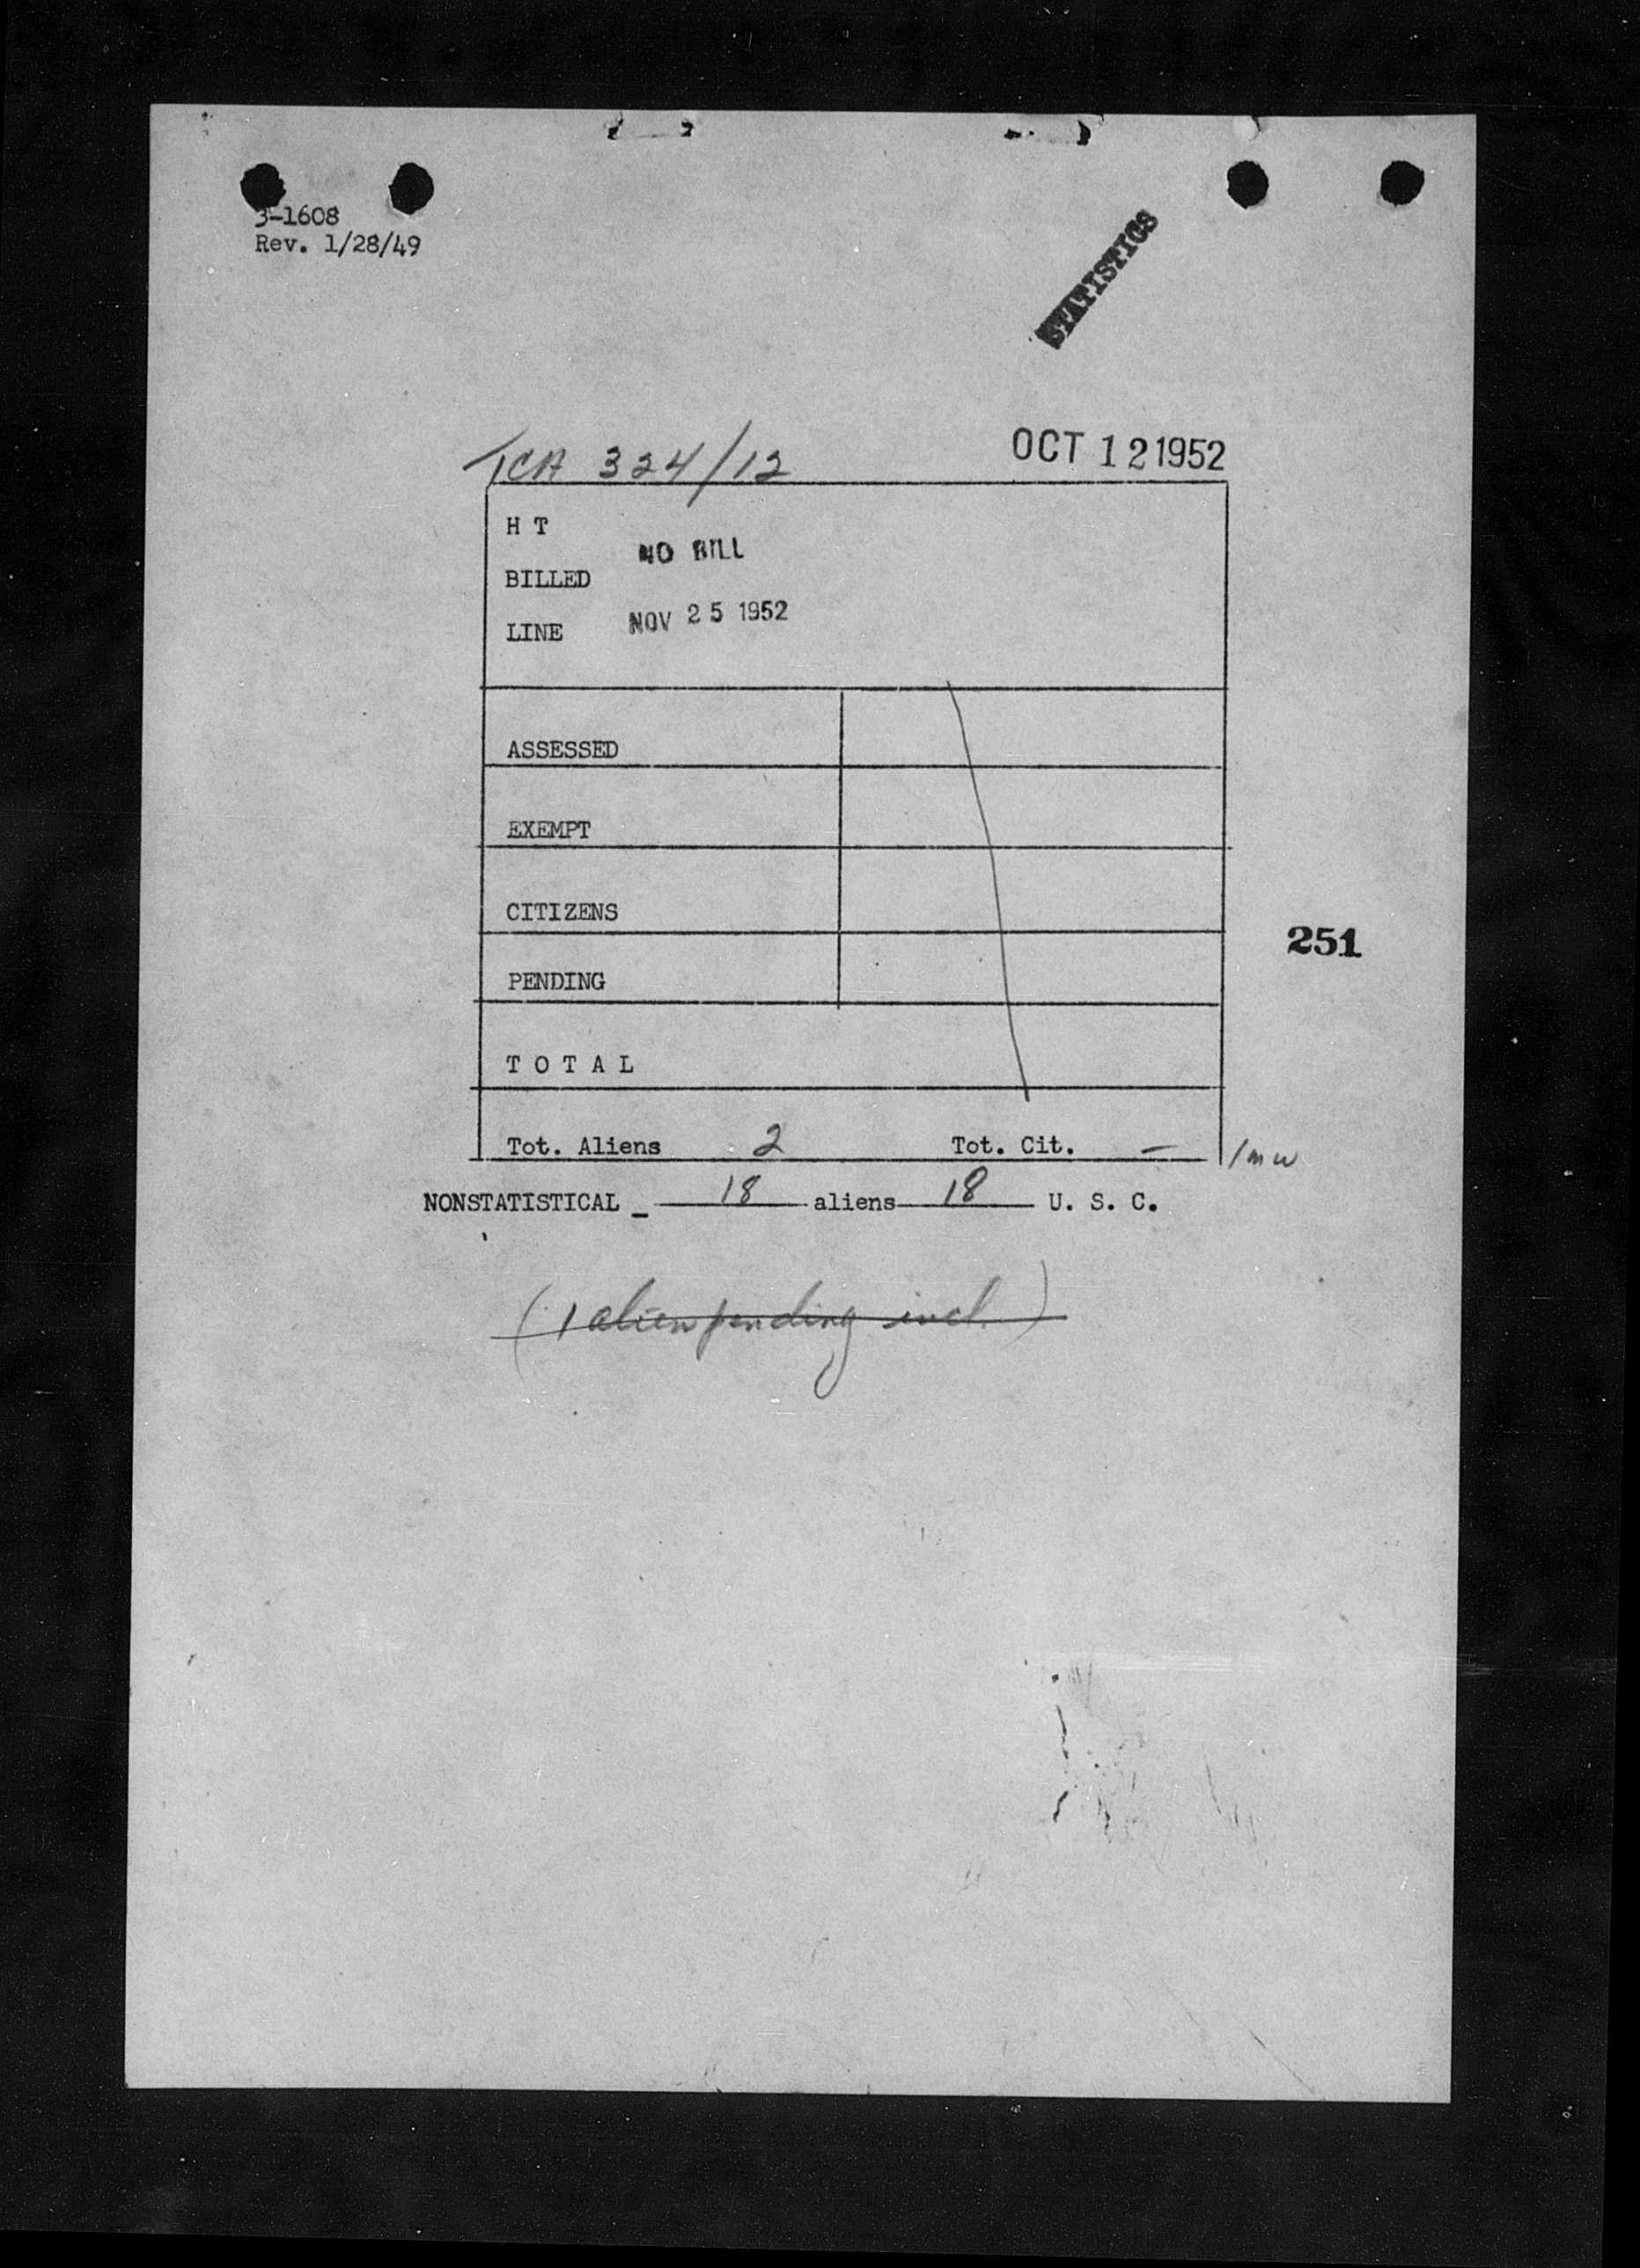 3-1608
Rev. 1/28/49
STATISTICS
TCA 324/12
OCT 12 1952
H T
NO BILL
BILLED
NOV 25 1952
LINE
ASSESSED
EXEMPT
CITIZENS
251
PENDING
T O T A L
Tot. Aliens 2 Tot. Cit. - /mw
NONSTATISTICAL - 18 aliens 18 U. S. C.
(1 alien pending incl.)